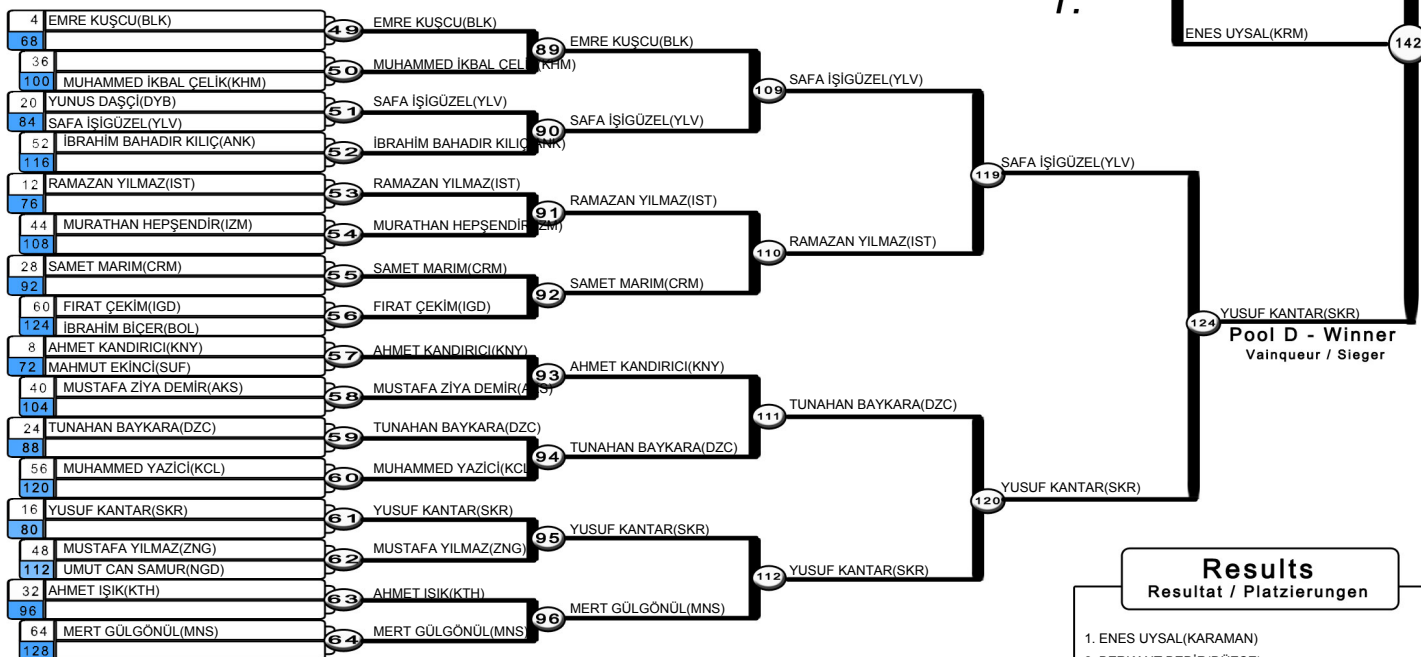 1.
ENES UYSAL(KRM)
142
4 EMRE KUŞCU(BLK)
68
36
100 MUHAMMED İKBAL ÇELİK(KHM)
20 YUNUS DAŞÇİ(DYB)
84 SAFA İŞİGÜZEL(YLV)
52 İBRAHİM BAHADIR KILIÇ(ANK)
116
12 RAMAZAN YILMAZ(IST)
76
44 MURATHAN HEPŞENDİR(IZM)
108
28 SAMET MARIM(CRM)
92
60 FIRAT ÇEKİM(IGD)
124 İBRAHİM BİÇER(BOL)
8 AHMET KANDIRICI(KNY)
72 MAHMUT EKİNCİ(SUF)
40 MUSTAFA ZİYA DEMİR(AKS)
104
24 TUNAHAN BAYKARA(DZC)
88
56 MUHAMMED YAZİCİ(KCL)
120
16 YUSUF KANTAR(SKR)
80
48 MUSTAFA YILMAZ(ZNG)
112 UMUT CAN SAMUR(NGD)
32 AHMET IŞIK(KTH)
96
64 MERT GÜLGÖNÜL(MNS)
128
49 EMRE KUŞCU(BLK)
50 MUHAMMED İKBAL ÇELİK(KHM)
51 SAFA İŞİGÜZEL(YLV)
52 İBRAHİM BAHADIR KILIÇ(ANK)
53 RAMAZAN YILMAZ(IST)
54 MURATHAN HEPŞENDİR(IZM)
55 SAMET MARIM(CRM)
56 FIRAT ÇEKİM(IGD)
57 AHMET KANDIRICI(KNY)
58 MUSTAFA ZİYA DEMİR(AKS)
59 TUNAHAN BAYKARA(DZC)
60 MUHAMMED YAZİCİ(KCL)
61 YUSUF KANTAR(SKR)
62 MUSTAFA YILMAZ(ZNG)
63 AHMET IŞIK(KTH)
64 MERT GÜLGÖNÜL(MNS)
89 EMRE KUŞCU(BLK)
90 SAFA İŞİGÜZEL(YLV)
91 RAMAZAN YILMAZ(IST)
92 SAMET MARIM(CRM)
93 AHMET KANDIRICI(KNY)
94 TUNAHAN BAYKARA(DZC)
95 YUSUF KANTAR(SKR)
96 MERT GÜLGÖNÜL(MNS)
109 SAFA İŞİGÜZEL(YLV)
110 RAMAZAN YILMAZ(IST)
111 TUNAHAN BAYKARA(DZC)
112 YUSUF KANTAR(SKR)
119 SAFA İŞİGÜZEL(YLV)
120 YUSUF KANTAR(SKR)
124 YUSUF KANTAR(SKR)
Pool D - Winner
Vainqueur / Sieger
Results
Resultat / Platzierungen
1. ENES UYSAL(KARAMAN)